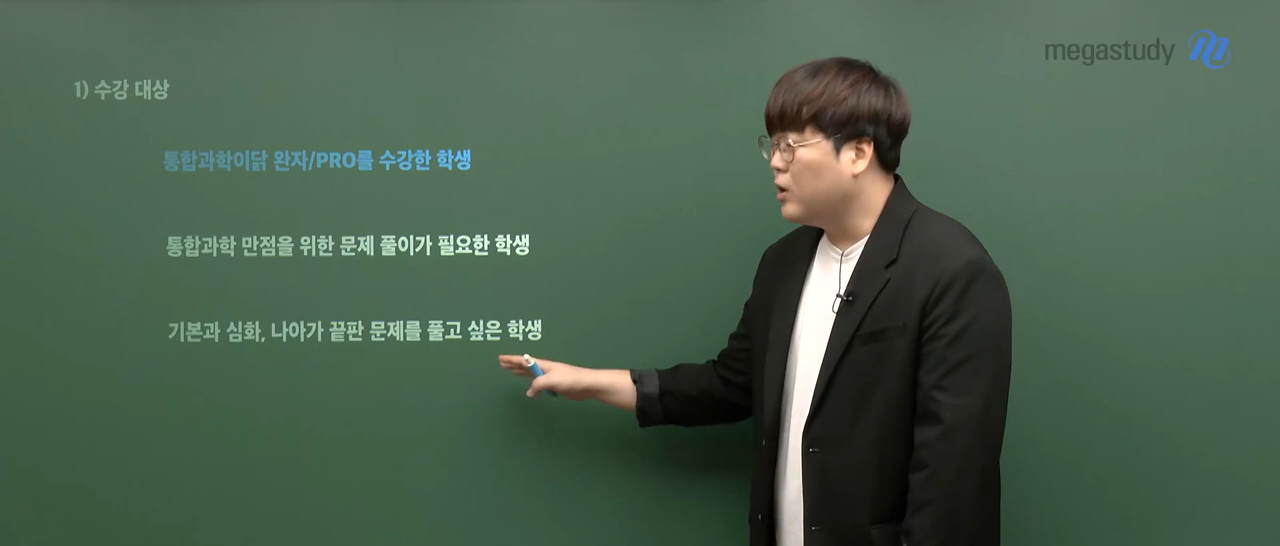 megastudy
1) 수강 대상
통합과학이닭 완자/PRO를 수강한 학생
통합과학 만점을 위한 문제 풀이가 필요한 학생
기본과 심화, 나아가 끝판 문제를 풀고 싶은 학생